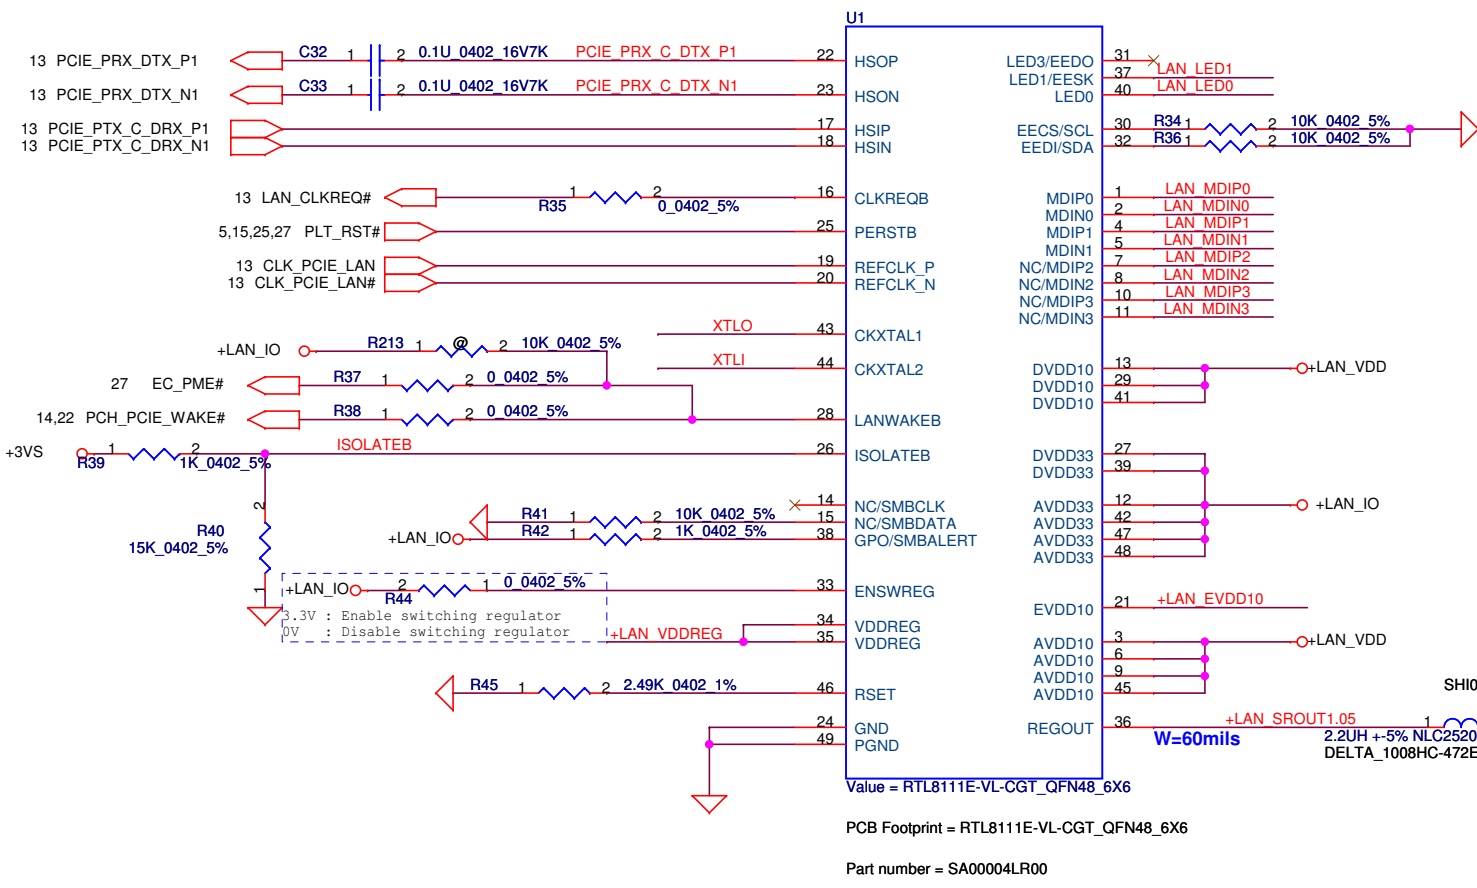 U1
13 PCIE_PRX_DTX_P1 C32 1 2 0.1U_0402_16V7K PCIE_PRX_C_DTX_P1 22 HSOP LED3/EEDO 31
LED1/EESK 37 LAN_LED1
13 PCIE_PRX_DTX_N1 C33 1 2 0.1U_0402_16V7K PCIE_PRX_C_DTX_N1 23 HSON LED0 40 LAN_LED0
13 PCIE_PTX_C_DRX_P1 17 HSIP EECS/SCL 30 R34 1 2 10K_0402_5%
13 PCIE_PTX_C_DRX_N1 18 HSIN EEDI/SDA 32 R36 1 2 10K_0402_5%
13 LAN_CLKREQ# R35 1 2 0_0402_5% 16 CLKREQB MDIP0 1 LAN_MDIP0
MDIN0 2 LAN_MDIN0
5,15,25,27 PLT_RST# 25 PERSTB MDIP1 4 LAN_MDIP1
MDIN1 5 LAN_MDIN1
13 CLK_PCIE_LAN 19 REFCLK_P NC/MDIP2 7 LAN_MDIP2
13 CLK_PCIE_LAN# 20 REFCLK_N NC/MDIN2 8 LAN_MDIN2
NC/MDIP3 10 LAN_MDIP3
NC/MDIN3 11 LAN_MDIN3
XTLO 43 CKXTAL1
+LAN_IO R213 1 @ 2 10K_0402_5%
XTLI 44 CKXTAL2 DVDD10 13 +LAN_VDD
27 EC_PME# R37 1 2 0_0402_5% DVDD10 29
DVDD10 41
14,22 PCH_PCIE_WAKE# R38 1 2 0_0402_5% 28 LANWAKEB
+3VS R39 1 2 1K_0402_5% ISOLATEB 26 ISOLATEB DVDD33 27
DVDD33 39
14 NC/SMBCLK AVDD33 12 +LAN_IO
R41 1 2 10K_0402_5% 15 NC/SMBDATA AVDD33 42
+LAN_IO R42 1 2 1K_0402_5% 38 GPO/SMBALERT AVDD33 47
AVDD33 48
2 R40 15K_0402_5% 1
+LAN_IO R44 2 1 0_0402_5% 33 ENSWREG
3.3V : Enable switching regulator
0V : Disable switching regulator
EVDD10 21 +LAN_EVDD10
34 VDDREG
+LAN_VDDREG 35 VDDREG AVDD10 3 +LAN_VDD
AVDD10 6
AVDD10 9
R45 1 2 2.49K_0402_1% 46 RSET AVDD10 45
SHI0
24 GND REGOUT 36 +LAN_SROUT1.05 1
49 PGND W=60mils 2.2UH +-5% NLC2520
DELTA_1008HC-472E
Value = RTL8111E-VL-CGT_QFN48_6X6
PCB Footprint = RTL8111E-VL-CGT_QFN48_6X6
Part number = SA00004LR00